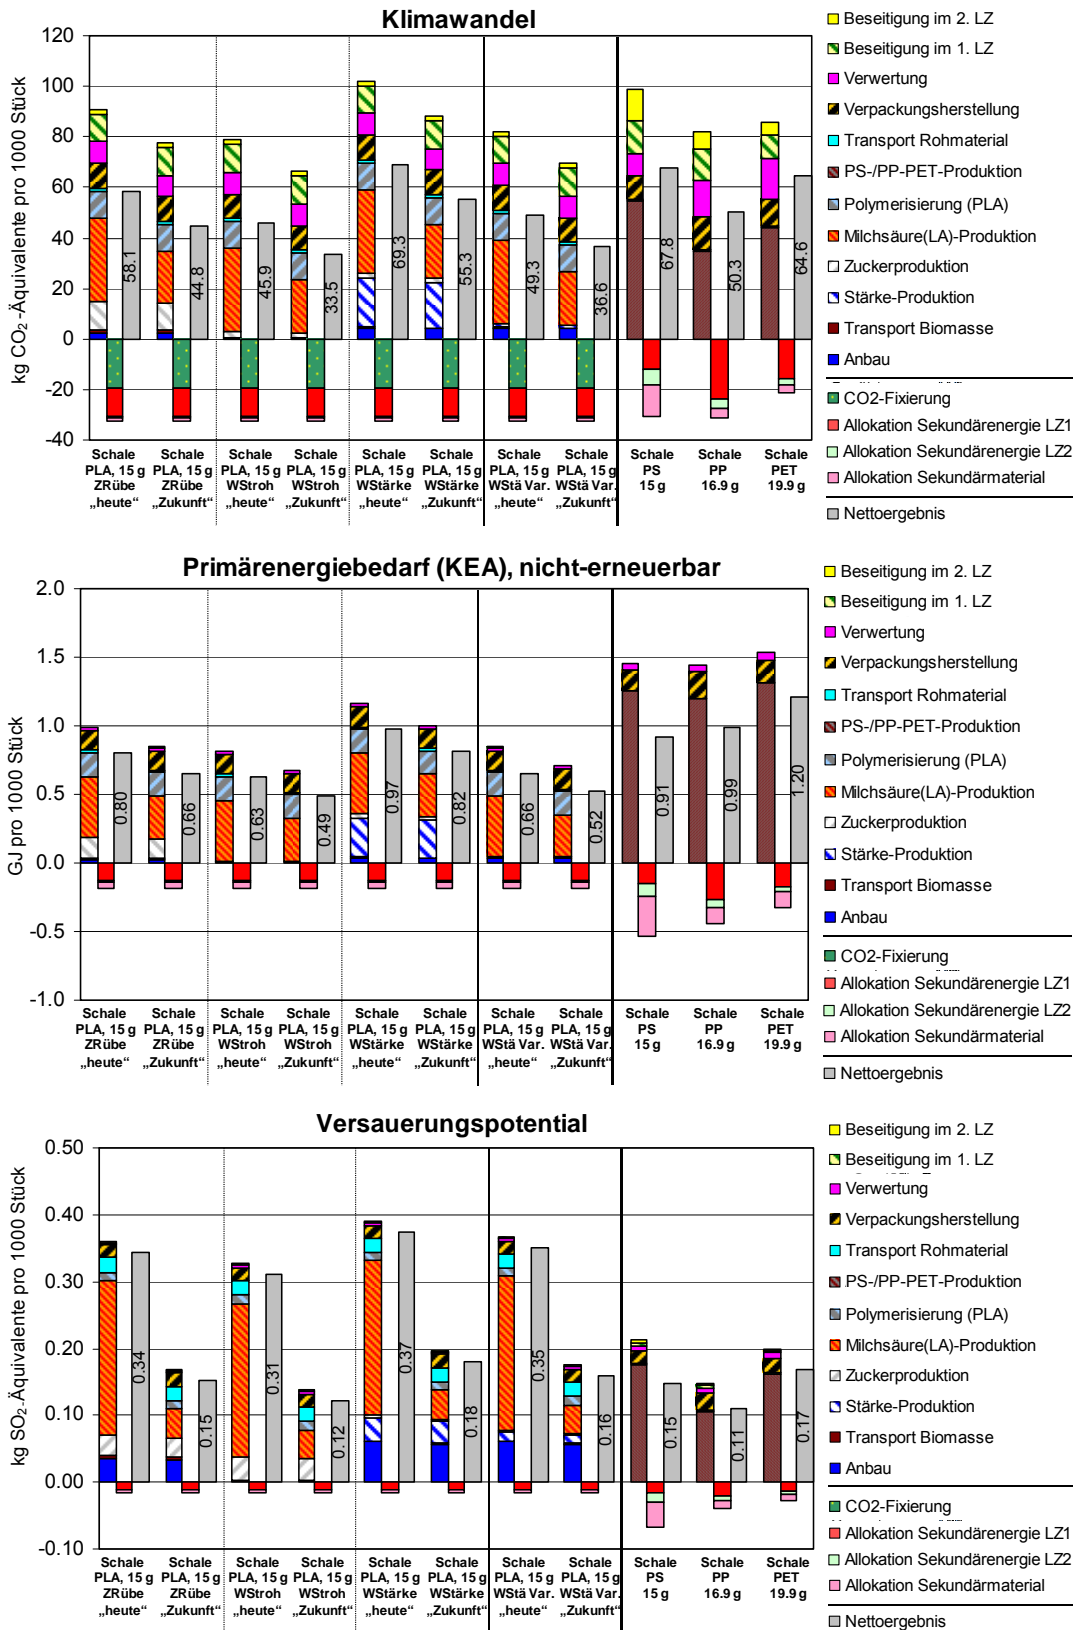 Klimawandel
kg CO2-Äquivalente pro 1000 Stück
120
100
80
60
40
20
0
-20
-40
58.1
44.8
45.9
33.5
69.3
55.3
49.3
36.6
67.8
50.3
64.6
Schale PLA, 15 g ZRübe „heute“
Schale PLA, 15 g ZRübe „Zukunft“
Schale PLA, 15 g WStroh „heute“
Schale PLA, 15 g WStroh „Zukunft“
Schale PLA, 15 g WStärke „heute“
Schale PLA, 15 g WStärke „Zukunft“
Schale PLA, 15 g WStä Var. „heute“
Schale PLA, 15 g WStä Var. „Zukunft“
Schale PS 15 g
Schale PP 16.9 g
Schale PET 19.9 g
Beseitigung im 2. LZ
Beseitigung im 1. LZ
Verwertung
Verpackungsherstellung
Transport Rohmaterial
PS-/PP-PET-Produktion
Polymerisierung (PLA)
Milchsäure(LA)-Produktion
Zuckerproduktion
Stärke-Produktion
Transport Biomasse
Anbau
CO2-Fixierung
Allokation Sekundärenergie LZ1
Allokation Sekundärenergie LZ2
Allokation Sekundärmaterial
Nettoergebnis
Primärenergiebedarf (KEA), nicht-erneuerbar
GJ pro 1000 Stück
2.0
1.5
1.0
0.5
0.0
-0.5
-1.0
0.80
0.66
0.63
0.49
0.97
0.82
0.66
0.52
0.91
0.99
1.20
Schale PLA, 15 g ZRübe „heute“
Schale PLA, 15 g ZRübe „Zukunft“
Schale PLA, 15 g WStroh „heute“
Schale PLA, 15 g WStroh „Zukunft“
Schale PLA, 15 g WStärke „heute“
Schale PLA, 15 g WStärke „Zukunft“
Schale PLA, 15 g WStä Var. „heute“
Schale PLA, 15 g WStä Var. „Zukunft“
Schale PS 15 g
Schale PP 16.9 g
Schale PET 19.9 g
Beseitigung im 2. LZ
Beseitigung im 1. LZ
Verwertung
Verpackungsherstellung
Transport Rohmaterial
PS-/PP-PET-Produktion
Polymerisierung (PLA)
Milchsäure(LA)-Produktion
Zuckerproduktion
Stärke-Produktion
Transport Biomasse
Anbau
CO2-Fixierung
Allokation Sekundärenergie LZ1
Allokation Sekundärenergie LZ2
Allokation Sekundärmaterial
Nettoergebnis
Versauerungspotential
kg SO2-Äquivalente pro 1000 Stück
0.50
0.40
0.30
0.20
0.10
0.00
-0.10
0.34
0.15
0.31
0.12
0.37
0.18
0.35
0.16
0.15
0.11
0.17
Schale PLA, 15 g ZRübe „heute“
Schale PLA, 15 g ZRübe „Zukunft“
Schale PLA, 15 g WStroh „heute“
Schale PLA, 15 g WStroh „Zukunft“
Schale PLA, 15 g WStärke „heute“
Schale PLA, 15 g WStärke „Zukunft“
Schale PLA, 15 g WStä Var. „heute“
Schale PLA, 15 g WStä Var. „Zukunft“
Schale PS 15 g
Schale PP 16.9 g
Schale PET 19.9 g
Beseitigung im 2. LZ
Beseitigung im 1. LZ
Verwertung
Verpackungsherstellung
Transport Rohmaterial
PS-/PP-PET-Produktion
Polymerisierung (PLA)
Milchsäure(LA)-Produktion
Zuckerproduktion
Stärke-Produktion
Transport Biomasse
Anbau
CO2-Fixierung
Allokation Sekundärenergie LZ1
Allokation Sekundärenergie LZ2
Allokation Sekundärmaterial
Nettoergebnis